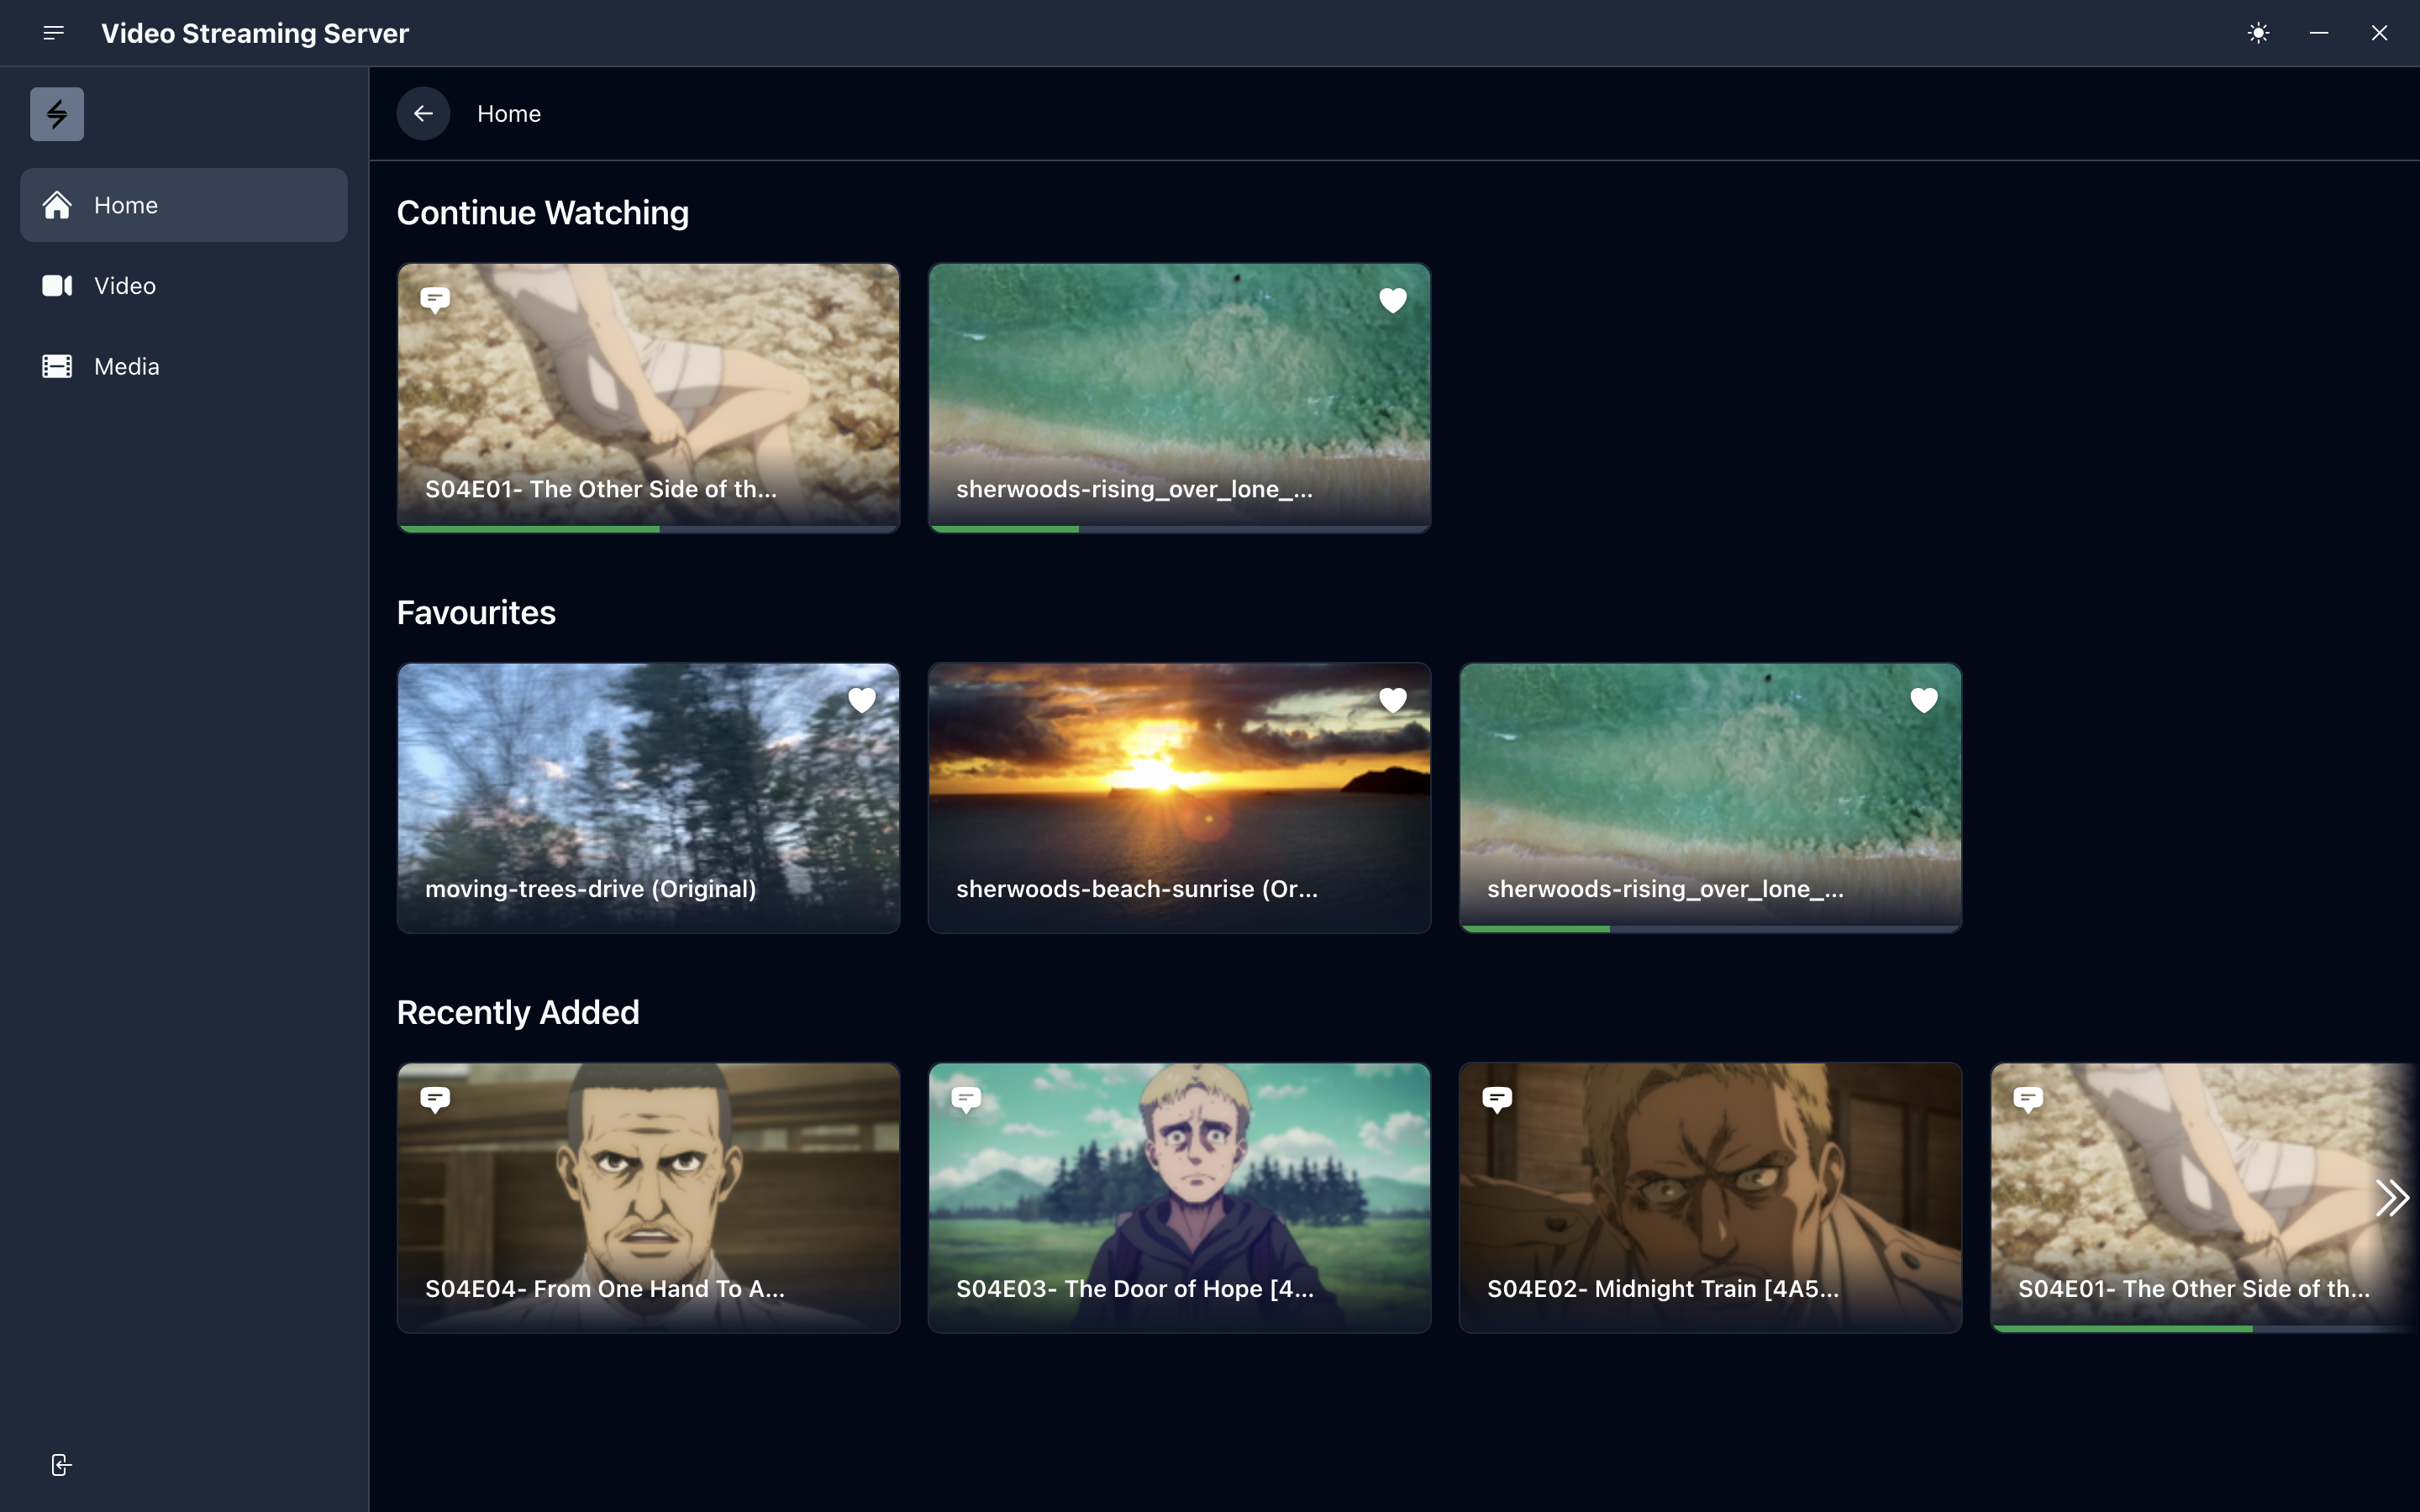 Video Streaming Server
Home
Video
Media
Home
Continue Watching
S04E01- The Other Side of th...
sherwoods-rising_over_lone_...
Favourites
moving-trees-drive (Original)
sherwoods-beach-sunrise (Or...
sherwoods-rising_over_lone_...
Recently Added
S04E04- From One Hand To A...
S04E03- The Door of Hope [4...
S04E02- Midnight Train [4A5...
S04E01- The Other Side of th...